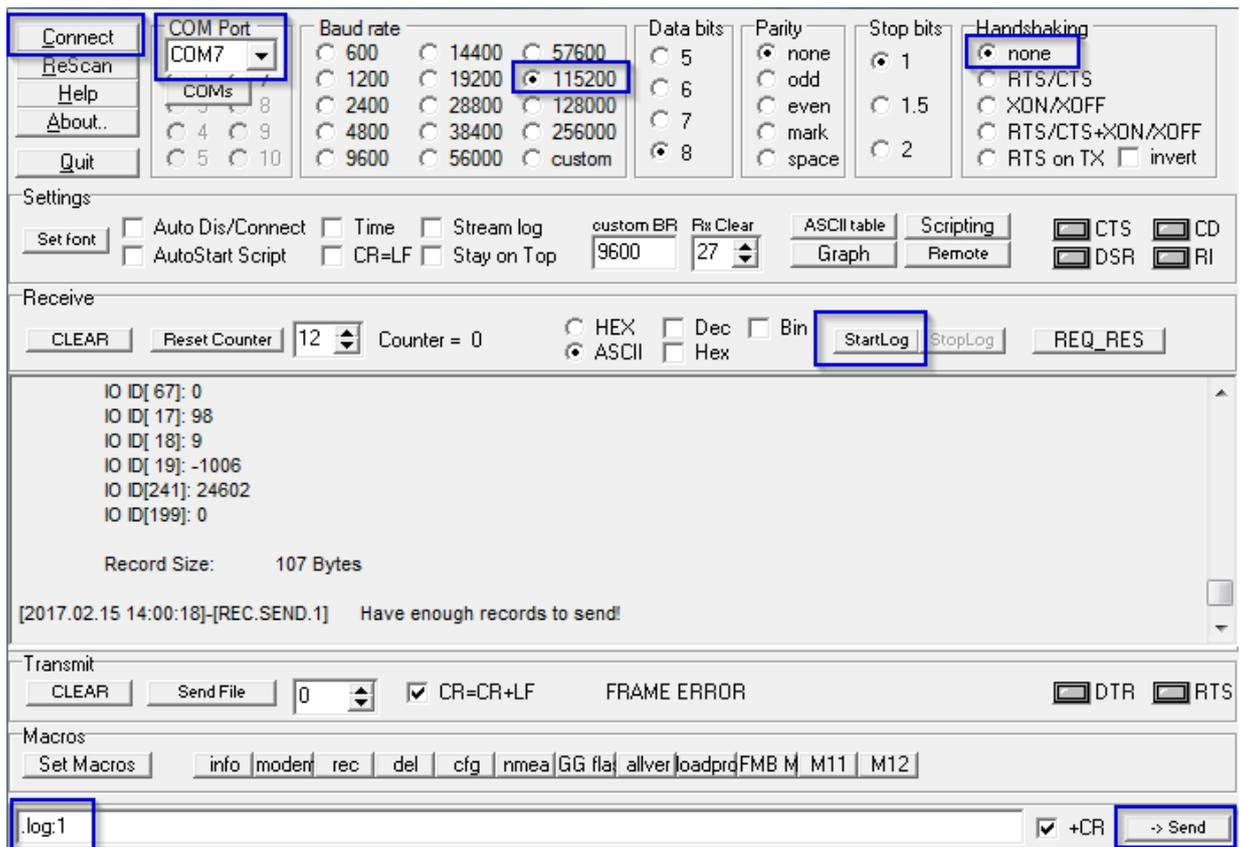 Connect
ReScan
Help
About..
Quit
COM Port
COM7
COMs
7
8
4 9
5 10
Baud rate
600 14400 57600
1200 19200 115200
2400 28800 128000
4800 38400 256000
9600 56000 custom
Data bits
5
6
7
8
Parity
none
odd
even
mark
space
Stop bits
1
1.5
2
Handshaking
none
RTS/CTS
XON/XOFF
RTS/CTS+XON/XOFF
RTS on TX invert
Settings
Set font
Auto Dis/Connect Time Stream log
AutoStart Script CR=LF Stay on Top
custom BR Rx Clear
9600 27
ASCII table Scripting
Graph Remote
CTS CD
DSR RI
Receive
CLEAR Reset Counter 12 Counter = 0
HEX Dec Bin
ASCII Hex
StartLog StopLog REQ_RES
IO ID[ 67]: 0
IO ID[ 17]: 98
IO ID[ 18]: 9
IO ID[ 19]: -1006
IO ID[241]: 24602
IO ID[199]: 0
Record Size: 107 Bytes
[2017.02.15 14:00:18]-[REC.SEND.1] Have enough records to send!
Transmit
CLEAR Send File 0 CR=CR+LF FRAME ERROR DTR RTS
Macros
Set Macros info modem rec del cfg nmea GG fla allver loadprd FMB M M11 M12
.log:1 +CR -> Send